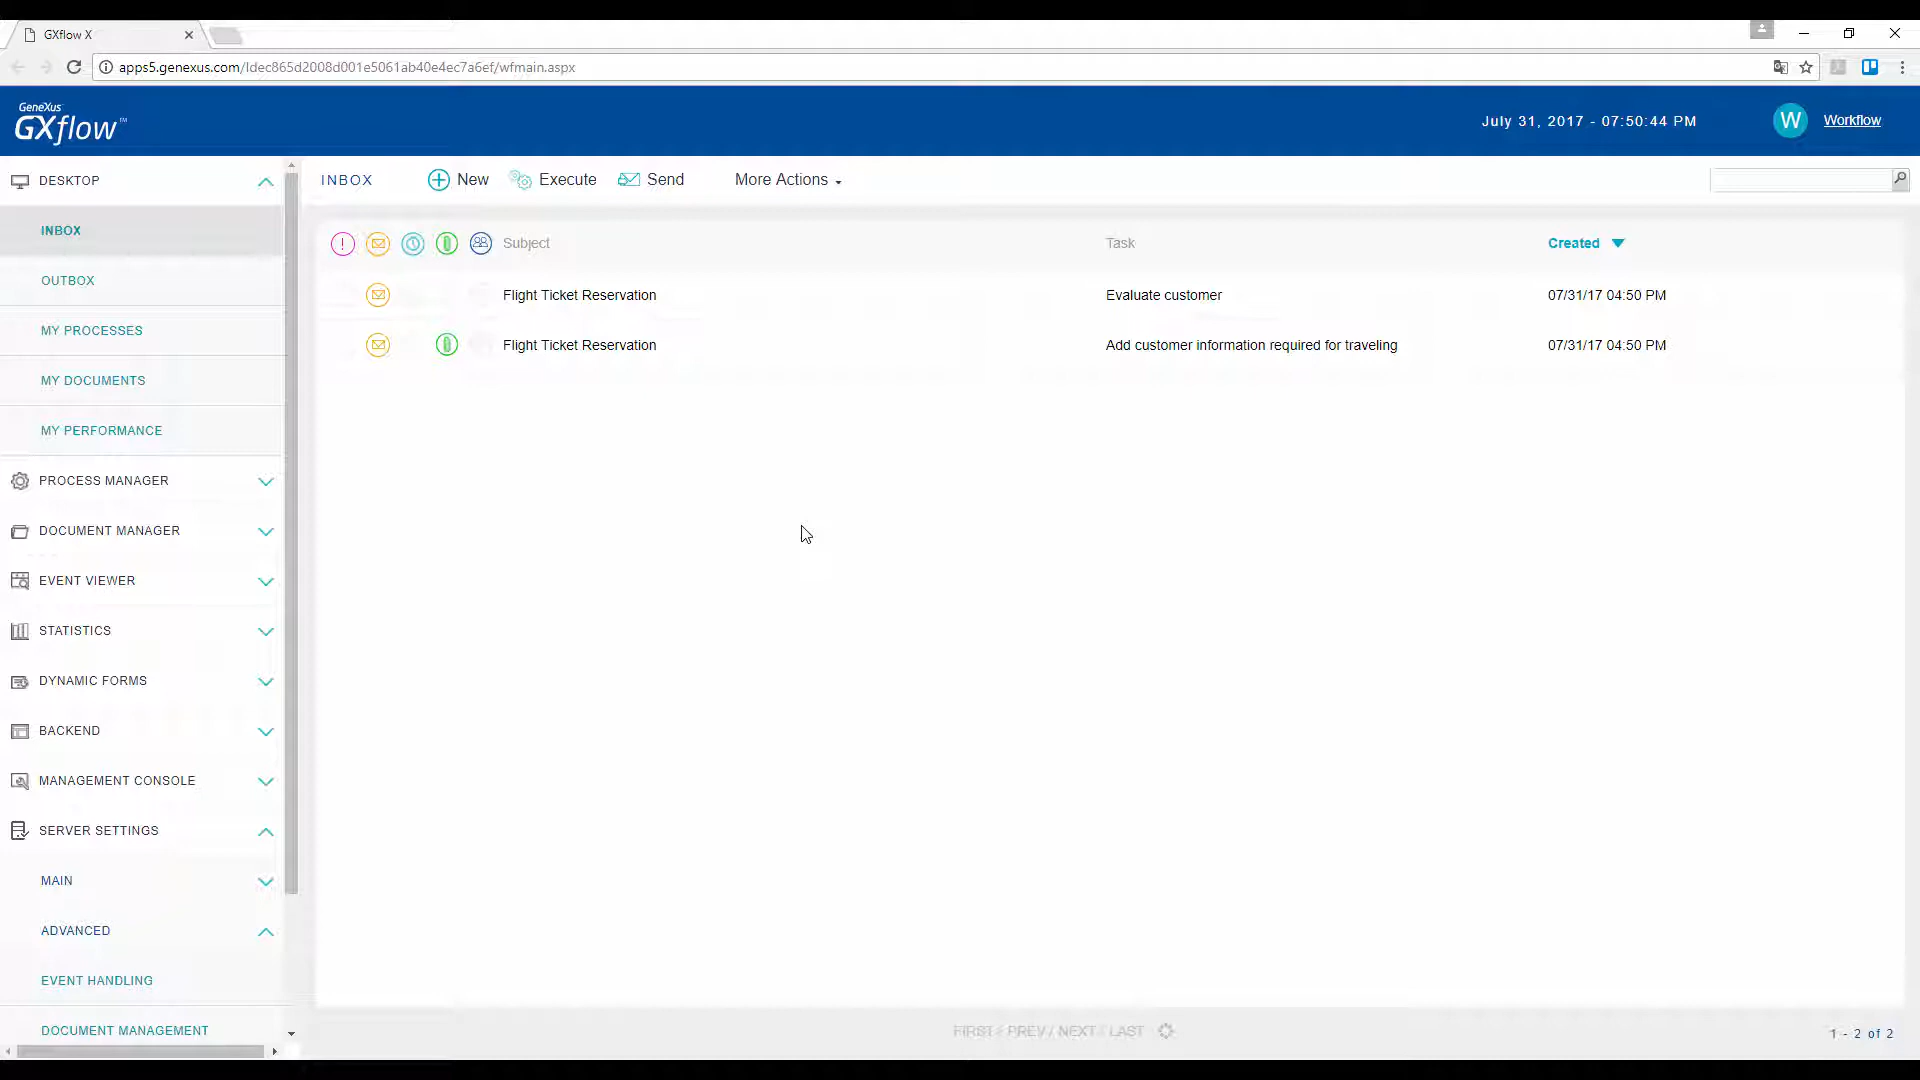 GXflow X
apps5.genexus.com/Idec865d2008d001e5061ab40e4ec7a6ef/wfmain.aspx
GeneXus
GXflow™
July 31, 2017 - 07:50:44 PM
W
Workflow
DESKTOP
INBOX
OUTBOX
MY PROCESSES
MY DOCUMENTS
MY PERFORMANCE
PROCESS MANAGER
DOCUMENT MANAGER
EVENT VIEWER
STATISTICS
DYNAMIC FORMS
BACKEND
MANAGEMENT CONSOLE
SERVER SETTINGS
MAIN
ADVANCED
EVENT HANDLING
DOCUMENT MANAGEMENT
INBOX New Execute Send More Actions
Subject Task Created
Flight Ticket Reservation Evaluate customer 07/31/17 04:50 PM
Flight Ticket Reservation Add customer information required for traveling 07/31/17 04:50 PM
FIRST / PREV / NEXT / LAST
1 - 2 of 2